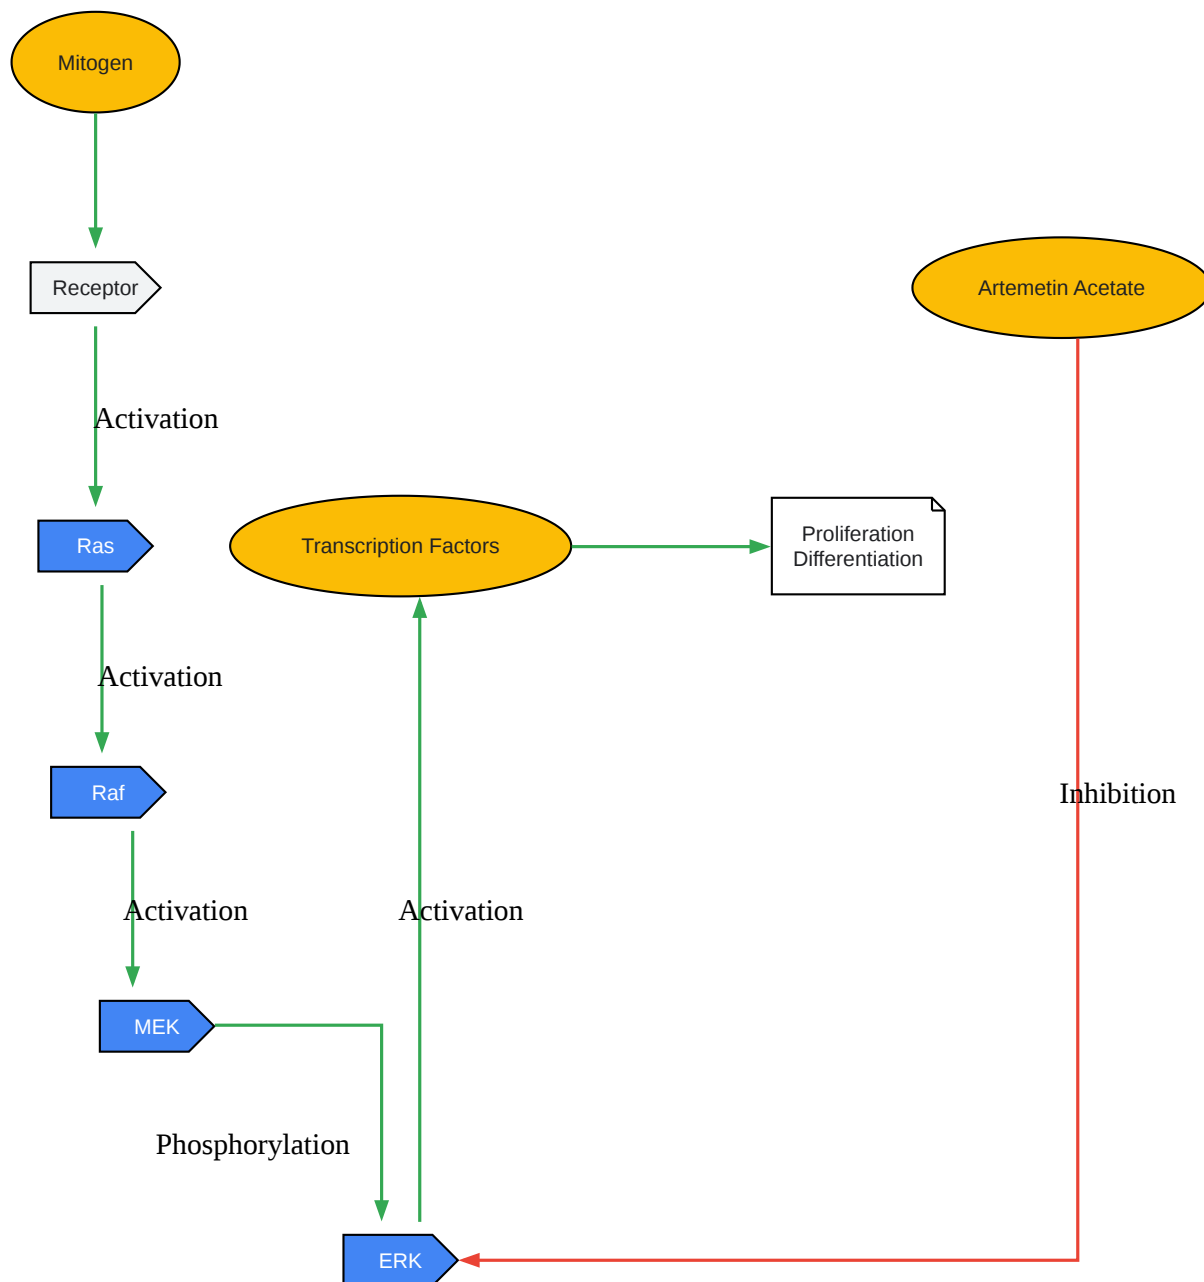 Mitogen
Receptor
Artemetin Acetate
Activation
Ras
Transcription Factors
Proliferation
Differentiation
Activation
Raf
Inhibition
Activation
Activation
MEK
Phosphorylation
ERK